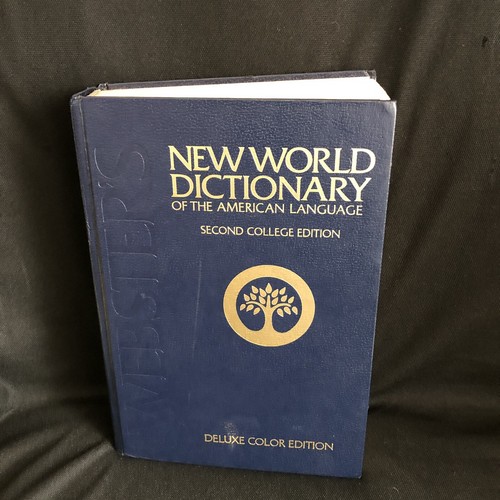 WEBSTER'S
NEW WORLD
DICTIONARY
OF THE AMERICAN LANGUAGE
SECOND COLLEGE EDITION
DELUXE COLOR EDITION